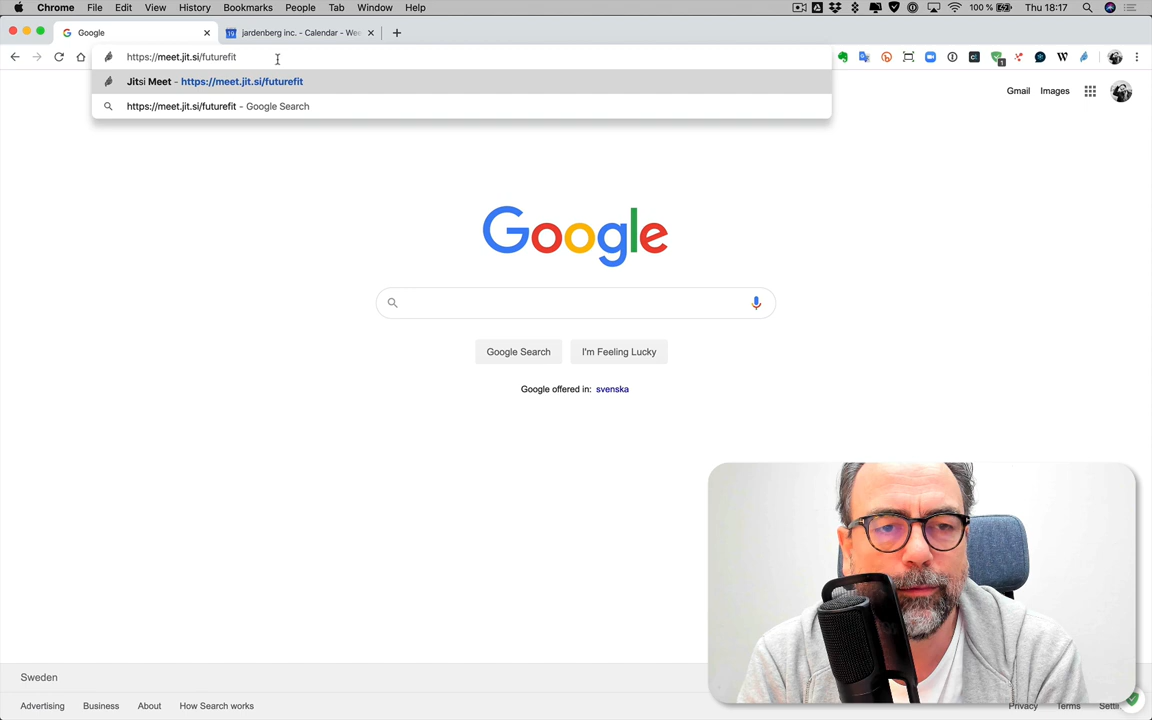 Chrome File Edit View History Bookmarks People Tab Window Help 100 % Thu 18:17
Google jardenberg inc. - Calendar - Wee
https://meet.jit.si/futurefit
Jitsi Meet – https://meet.jit.si/futurefit
https://meet.jit.si/futurefit – Google Search
Gmail Images
Google
Google Search I'm Feeling Lucky
Google offered in: svenska
Sweden
Advertising Business About How Search works Privacy Terms